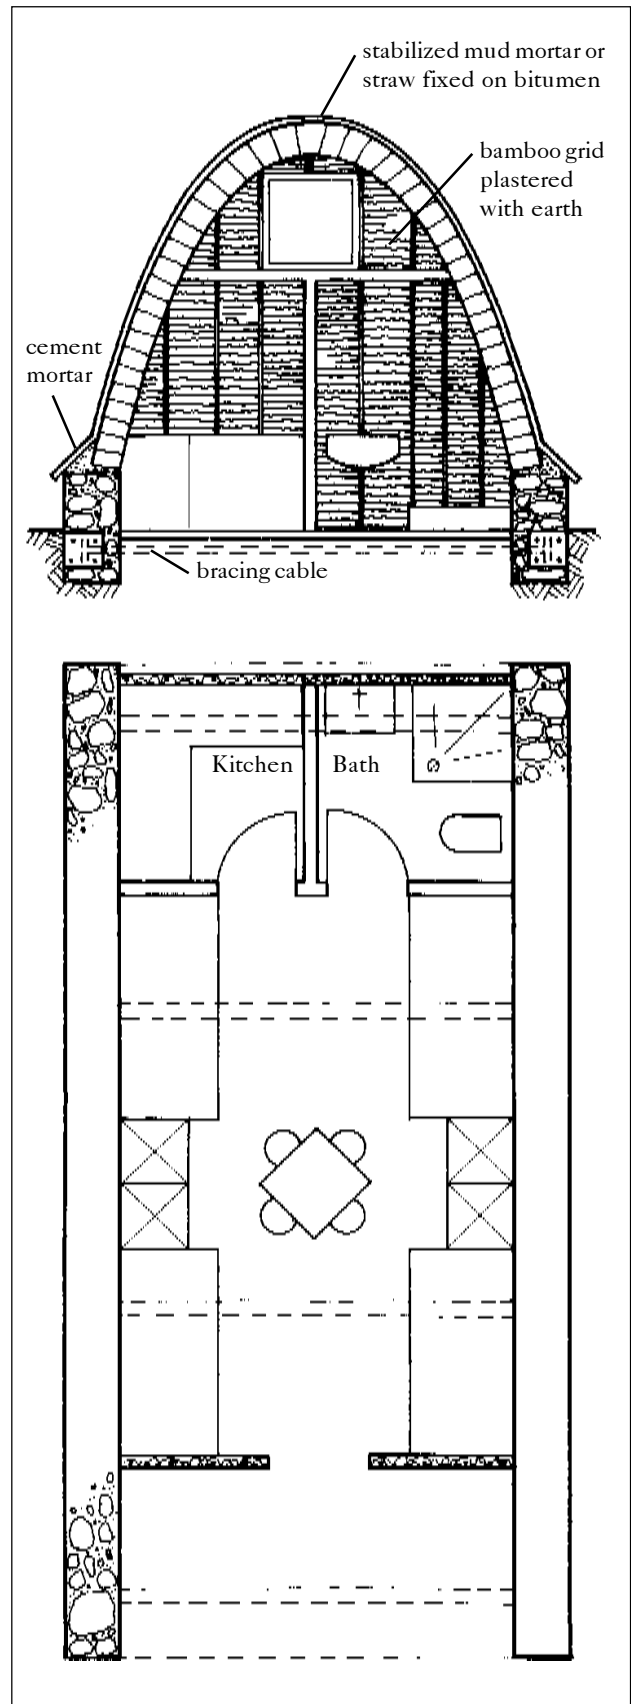 stabilized mud mortar or
straw fixed on bitumen
bamboo grid
plastered
with earth
cement
mortar
bracing cable
Kitchen
Bath